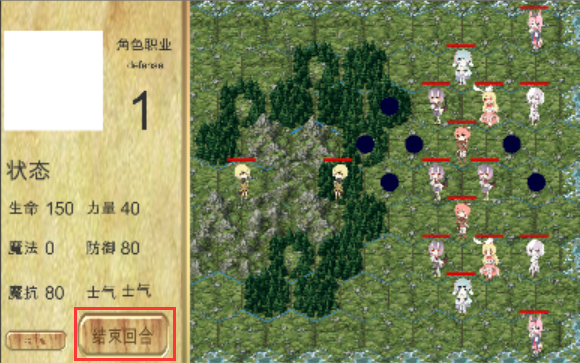 角色职业
defense
1
状态
生命 150 力量 40
魔法 0 防御 80
魔抗 80 士气 士气
结束回合